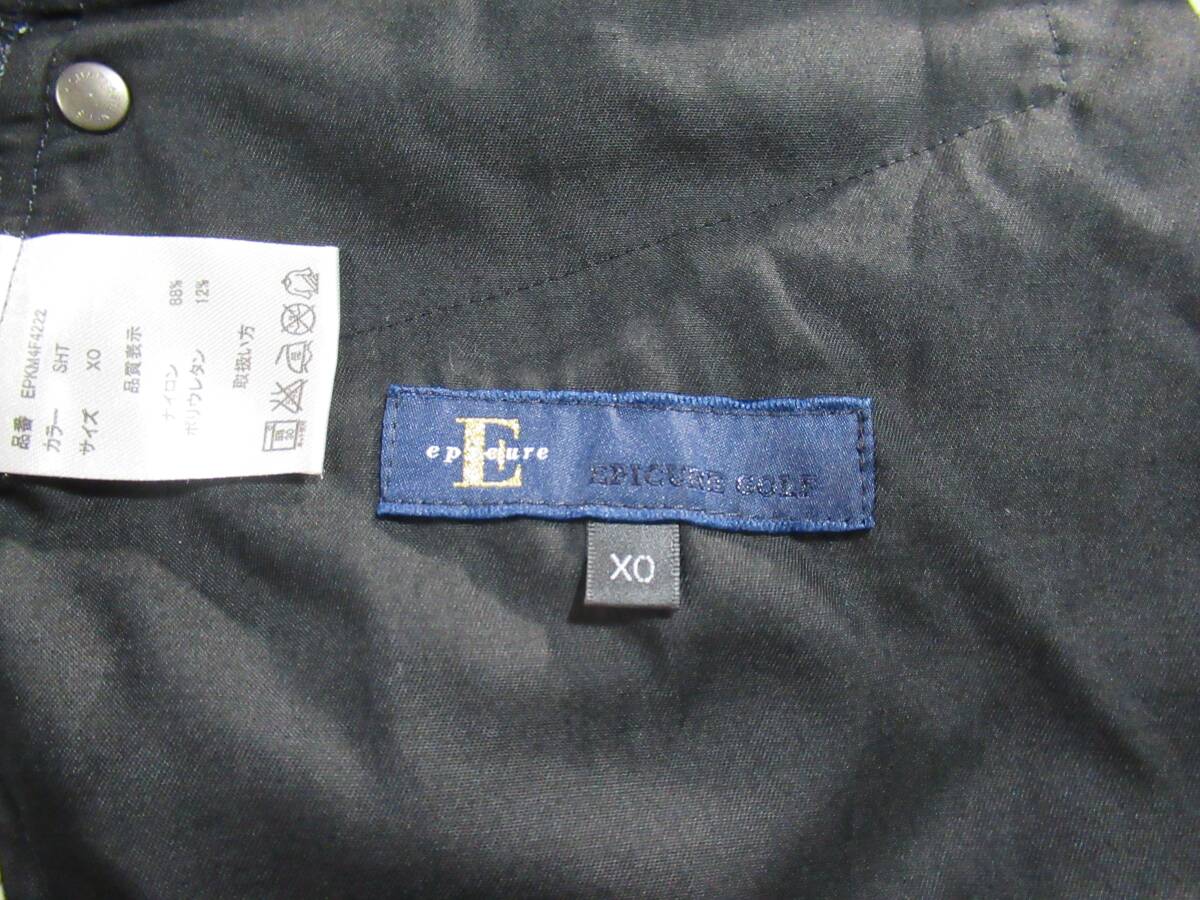 品番 EPKM4F4222
カラー SHT
サイズ XO
品質表示
ナイロン 88%
ポリウレタン 12%
取扱い方
E
epicure
EPICURE GOLF
XO